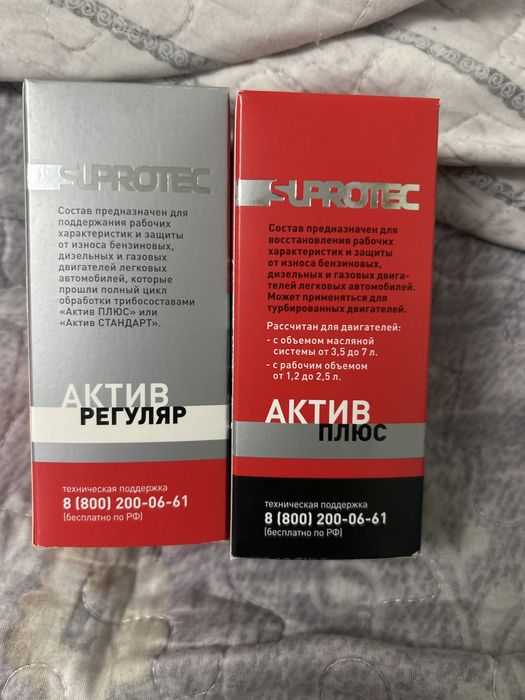 SUPROTEC
Состав предназначен для
поддержания рабочих
характеристик и защиты
от износа бензиновых,
дизельных и газовых
двигателей легковых
автомобилей, которые
прошли полный цикл
обработки трибосоставами
«Актив ПЛЮС» или
«Актив СТАНДАРТ».
АКТИВ
РЕГУЛЯР
техническая поддержка
8 (800) 200-06-61
(бесплатно по РФ)
SUPROTEC
Состав предназначен для
восстановления рабочих
характеристик и защиты
от износа бензиновых,
дизельных и газовых двига-
телей легковых автомобилей.
Может применяться для
турбированных двигателей.
Рассчитан для двигателей:
- с объемом масляной
системы от 3,5 до 7 л.
- с рабочим объемом
от 1,2 до 2,5 л.
АКТИВ
ПЛЮС
техническая поддержка
8 (800) 200-06-61
(бесплатно по РФ)